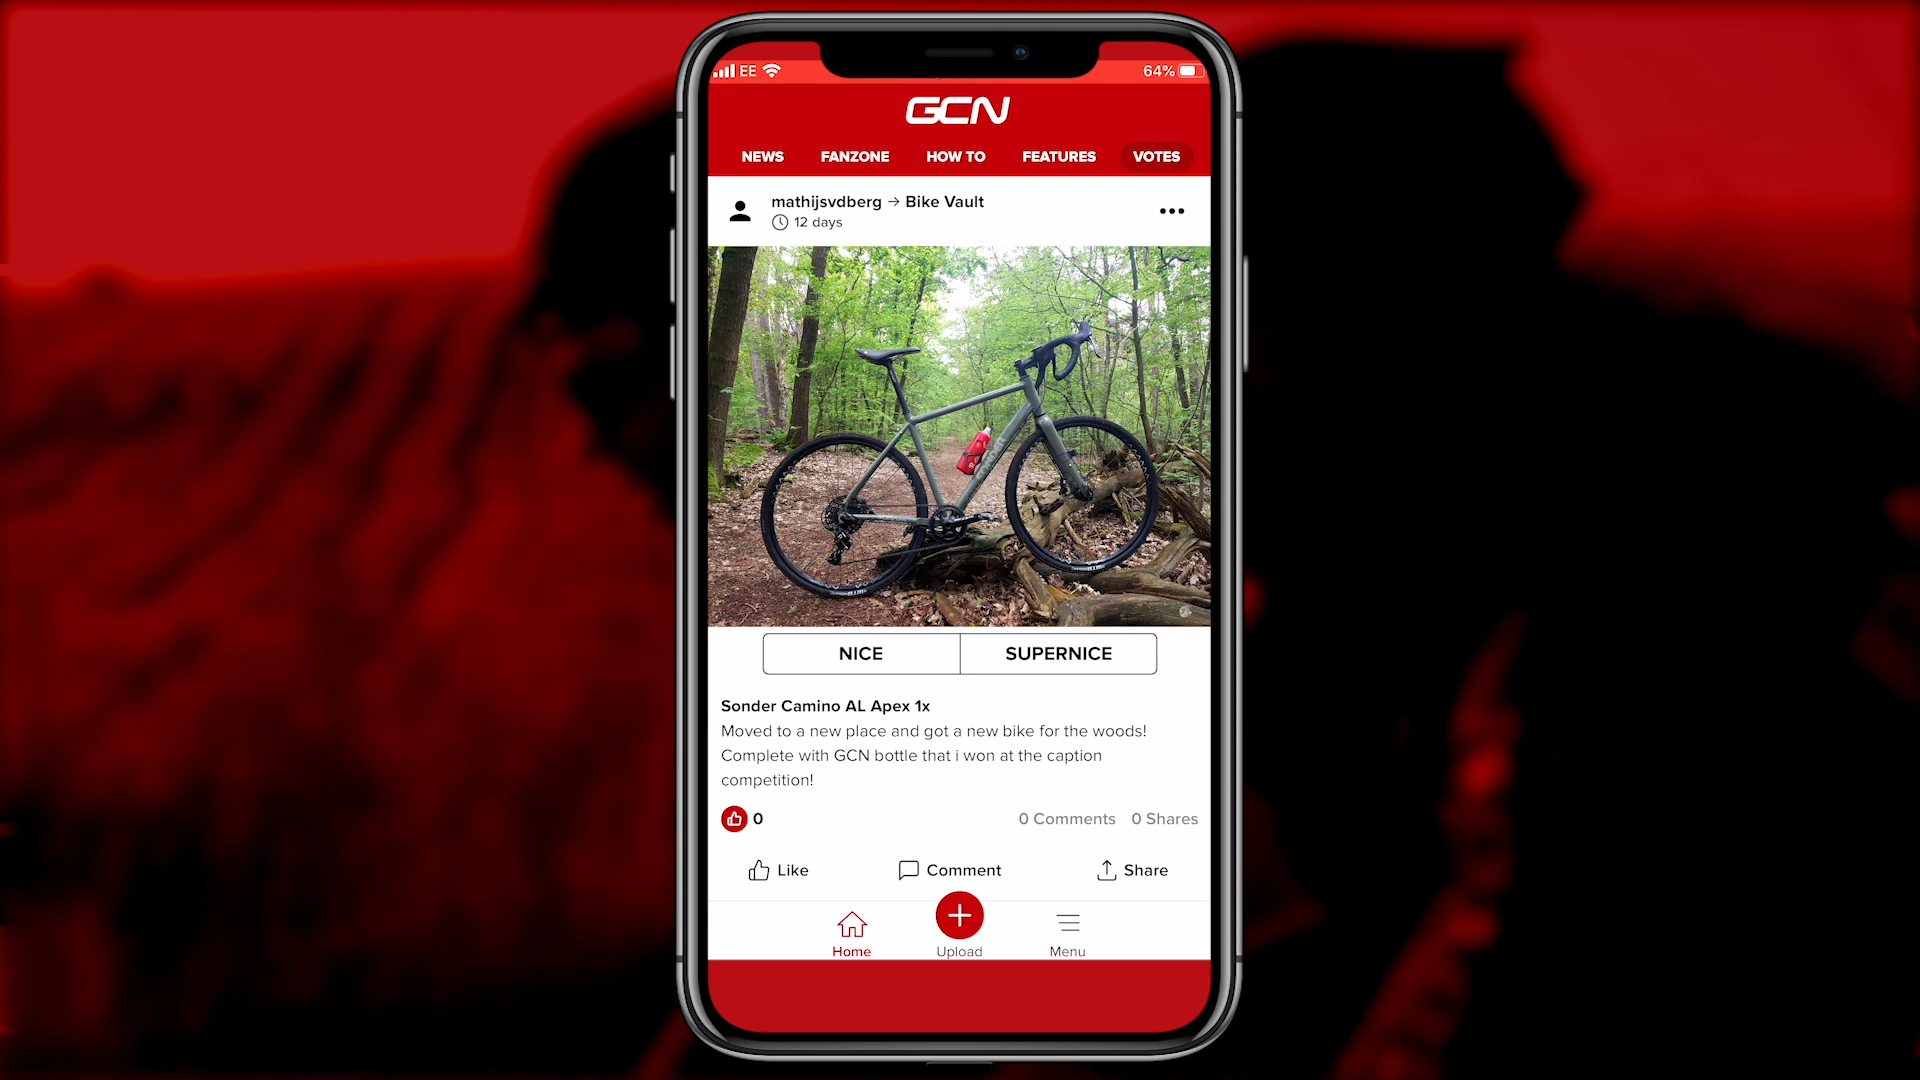 EE 64%
GCN
NEWS FANZONE HOW TO FEATURES VOTES
mathijsvdberg → Bike Vault
12 days
SONDER
NICE SUPERNICE
Sonder Camino AL Apex 1x
Moved to a new place and got a new bike for the woods!
Complete with GCN bottle that i won at the caption
competition!
0 0 Comments 0 Shares
Like Comment Share
Home Upload Menu